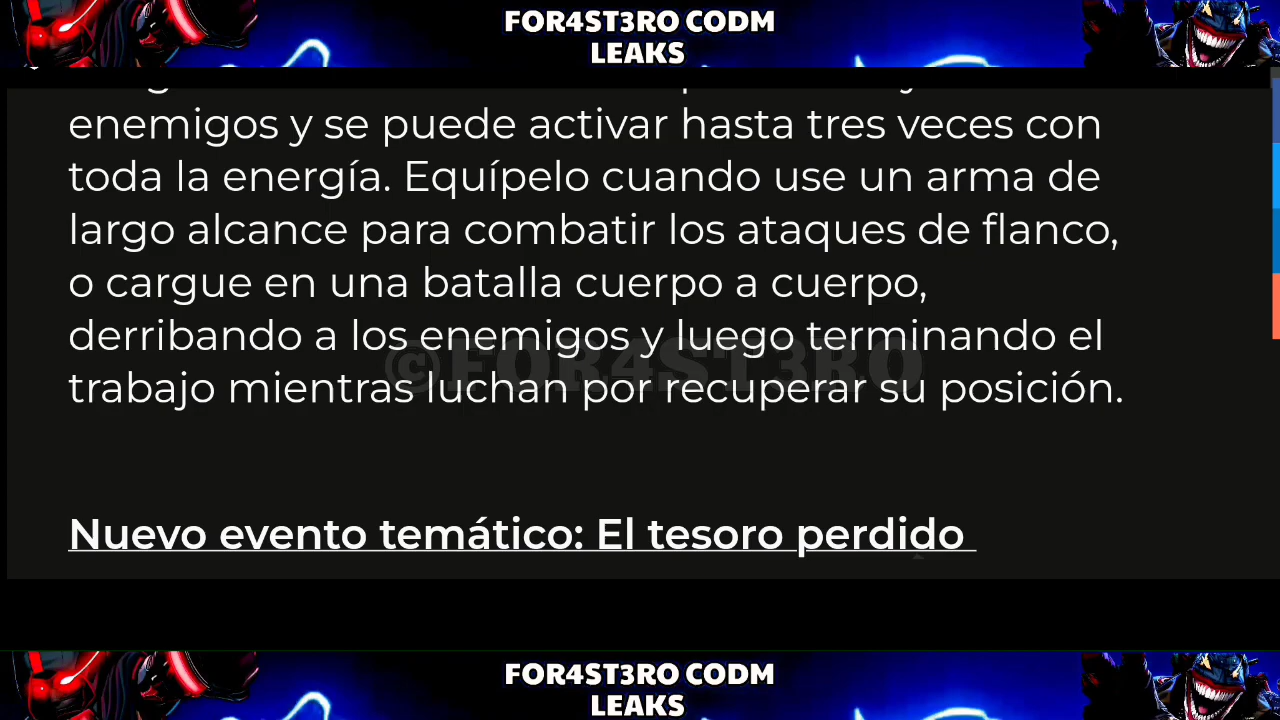 FOR4ST3RO CODM
LEAKS
enemigos y se puede activar hasta tres veces con
toda la energía. Equípelo cuando use un arma de
largo alcance para combatir los ataques de flanco,
o cargue en una batalla cuerpo a cuerpo,
derribando a los enemigos y luego terminando el
©FOR4ST3RO
trabajo mientras luchan por recuperar su posición.
Nuevo evento temático: El tesoro perdido
FOR4ST3RO CODM
LEAKS